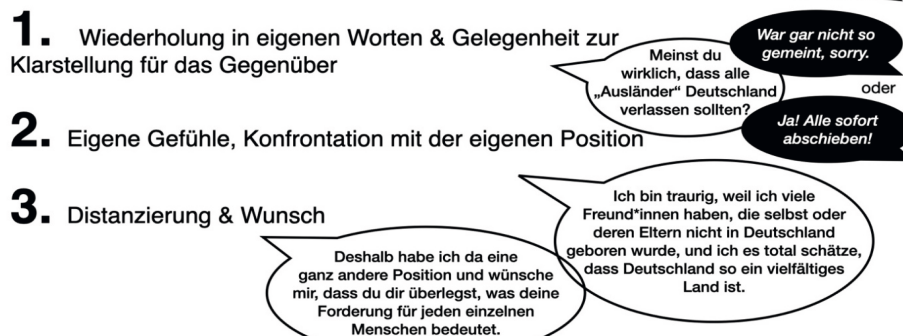 1. Wiederholung in eigenen Worten & Gelegenheit zur
Klarstellung für das Gegenüber
Meinst du
wirklich, dass alle
„Ausländer“ Deutschland
verlassen sollten?
War gar nicht so
gemeint, sorry.
oder
Ja! Alle sofort
abschieben!
2. Eigene Gefühle, Konfrontation mit der eigenen Position
Ich bin traurig, weil ich viele
Freund*innen haben, die selbst oder
deren Eltern nicht in Deutschland
geboren wurde, und ich es total schätze,
dass Deutschland so ein vielfältiges
Land ist.
3. Distanzierung & Wunsch
Deshalb habe ich da eine
ganz andere Position und wünsche
mir, dass du dir überlegst, was deine
Forderung für jeden einzelnen
Menschen bedeutet.